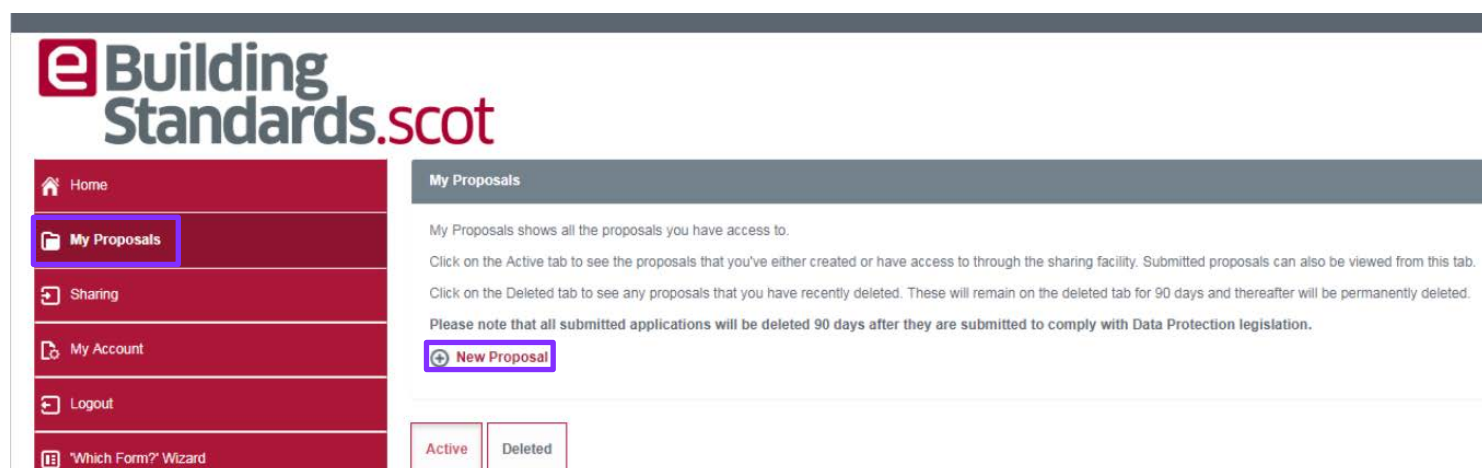 e Building
Standards.scot
Home
My Proposals
Sharing
My Account
Logout
'Which Form?' Wizard
My Proposals
My Proposals shows all the proposals you have access to.
Click on the Active tab to see the proposals that you've either created or have access to through the sharing facility. Submitted proposals can also be viewed from this tab.
Click on the Deleted tab to see any proposals that you have recently deleted. These will remain on the deleted tab for 90 days and thereafter will be permanently deleted.
Please note that all submitted applications will be deleted 90 days after they are submitted to comply with Data Protection legislation.
New Proposal
Active
Deleted